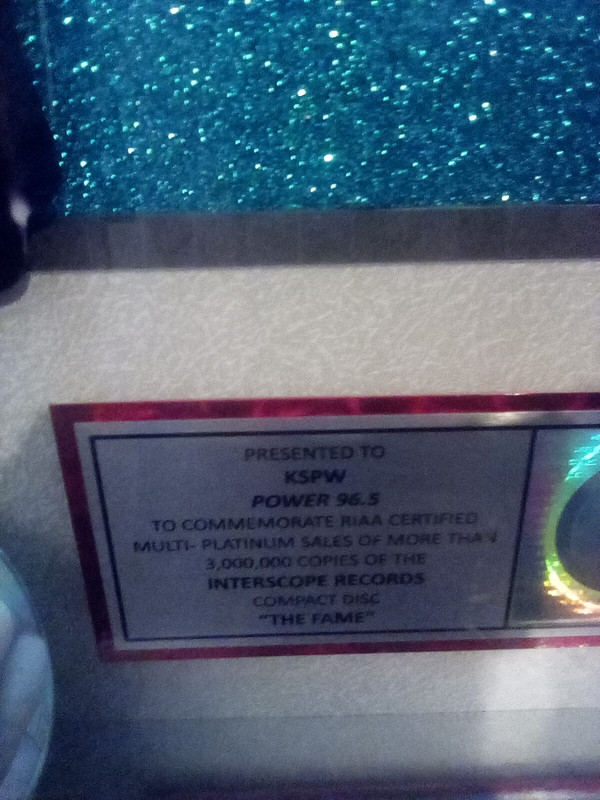 PRESENTED TO
KSPW
POWER 96.5
TO COMMEMORATE RIAA CERTIFIED
MULTI- PLATINUM SALES OF MORE THAN
3,000,000 COPIES OF THE
INTERSCOPE RECORDS
COMPACT DISC
"THE FAME"